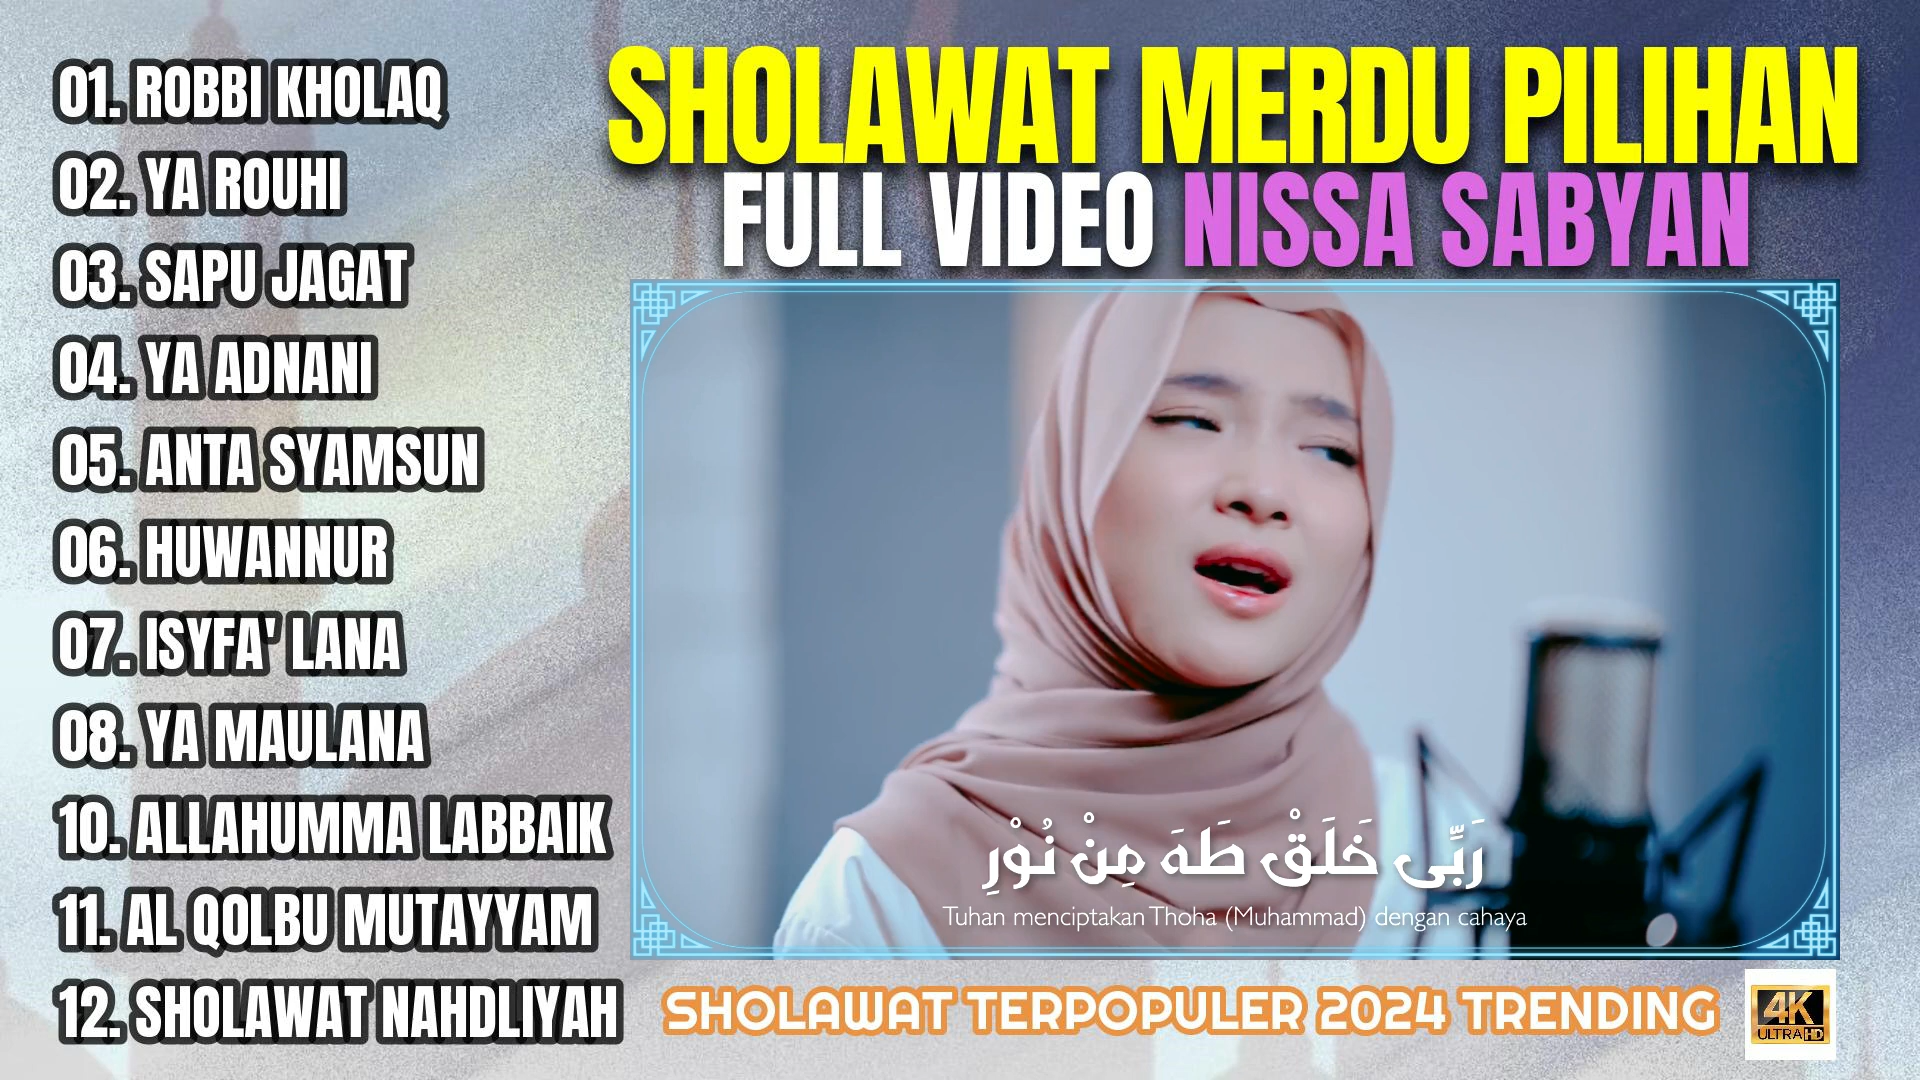 01. ROBBI KHOLAQ
02. YA ROUHI
03. SAPU JAGAT
04. YA ADNANI
05. ANTA SYAMSUN
06. HUWANNUR
07. ISYFA' LANA
08. YA MAULANA
10. ALLAHUMMA LABBAIK
11. AL QOLBU MUTAYYAM
12. SHOLAWAT NAHDLIYAH
SHOLAWAT MERDU PILIHAN
FULL VIDEO NISSA SABYAN
رَبِّى خَلَقْ طَهَ مِنْ نُوْرِ
Tuhan menciptakan Thoha (Muhammad) dengan cahaya
SHOLAWAT TERPOPULER 2024 TRENDING
4K
ULTRA HD